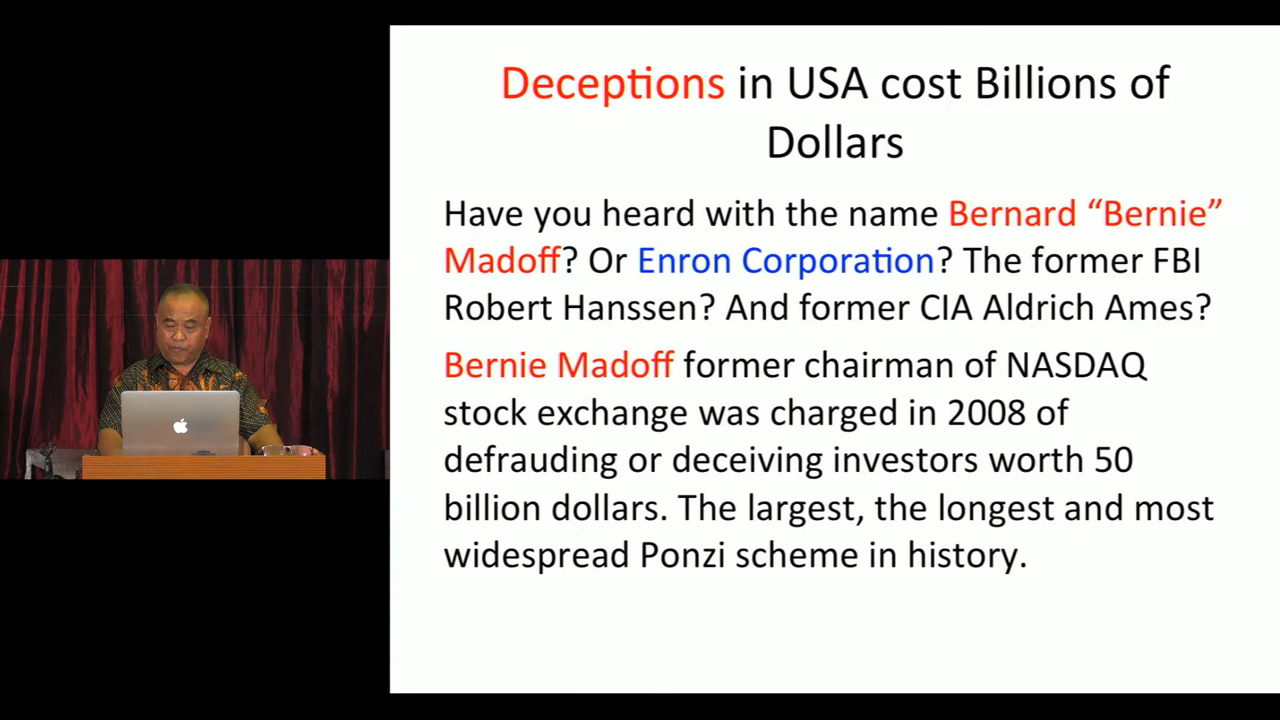 Deceptions in USA cost Billions of
Dollars
Have you heard with the name Bernard “Bernie”
Madoff? Or Enron Corporation? The former FBI
Robert Hanssen? And former CIA Aldrich Ames?
Bernie Madoff former chairman of NASDAQ
stock exchange was charged in 2008 of
defrauding or deceiving investors worth 50
billion dollars. The largest, the longest and most
widespread Ponzi scheme in history.